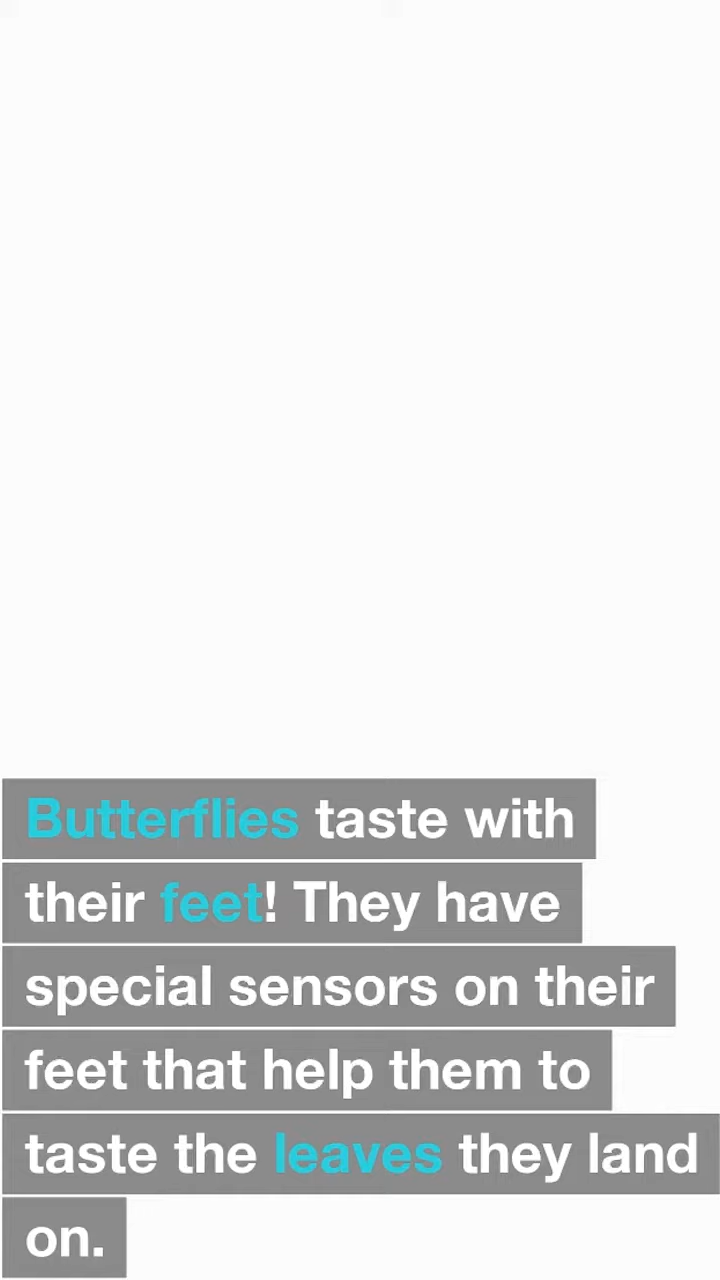 Butterflies taste with
their feet! They have
special sensors on their
feet that help them to
taste the leaves they land
on.